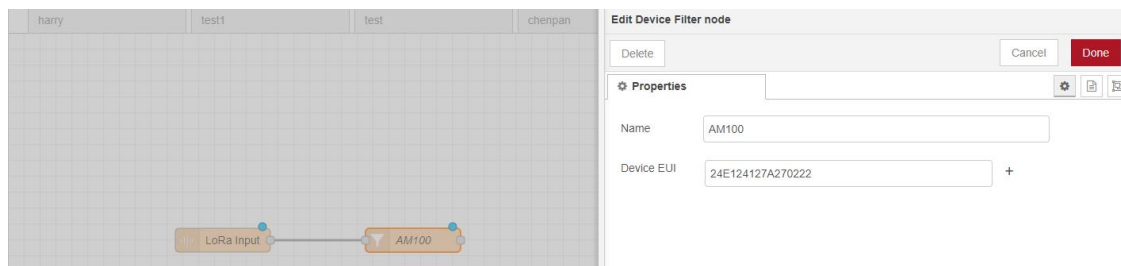 harry
test1
test
chenpan
LoRa Input
AM100
Edit Device Filter node
Delete
Cancel
Done
Properties
Name
AM100
Device EUI
24E124127A270222
+